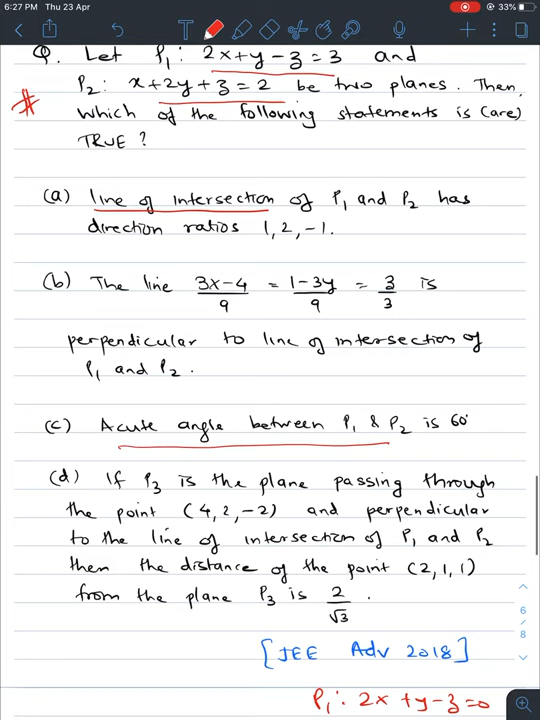 6:27 PM Thu 23 Apr
33%
Q. Let P₁: 2x+y-z=3 and
P₂: x+2y+z=2 be two planes. Then,
# which of the following statements is (are)
TRUE?
(a) line of intersection of P₁ and P₂ has
direction ratios 1, 2, -1.
(b) The line (3x-4)/9 = (1-3y)/9 = z/3 is
perpendicular to line of intersection of
P₁ and P₂.
(c) Acute angle between P₁ & P₂ is 60°
(d) If P₃ is the plane passing through
the point (4,2,-2) and perpendicular
to the line of intersection of P₁ and P₂
then the distance of the point (2,1,1)
from the plane P₃ is 2/√3.
6
/
8
[JEE Adv 2018]
P₁: 2x+y-z=0